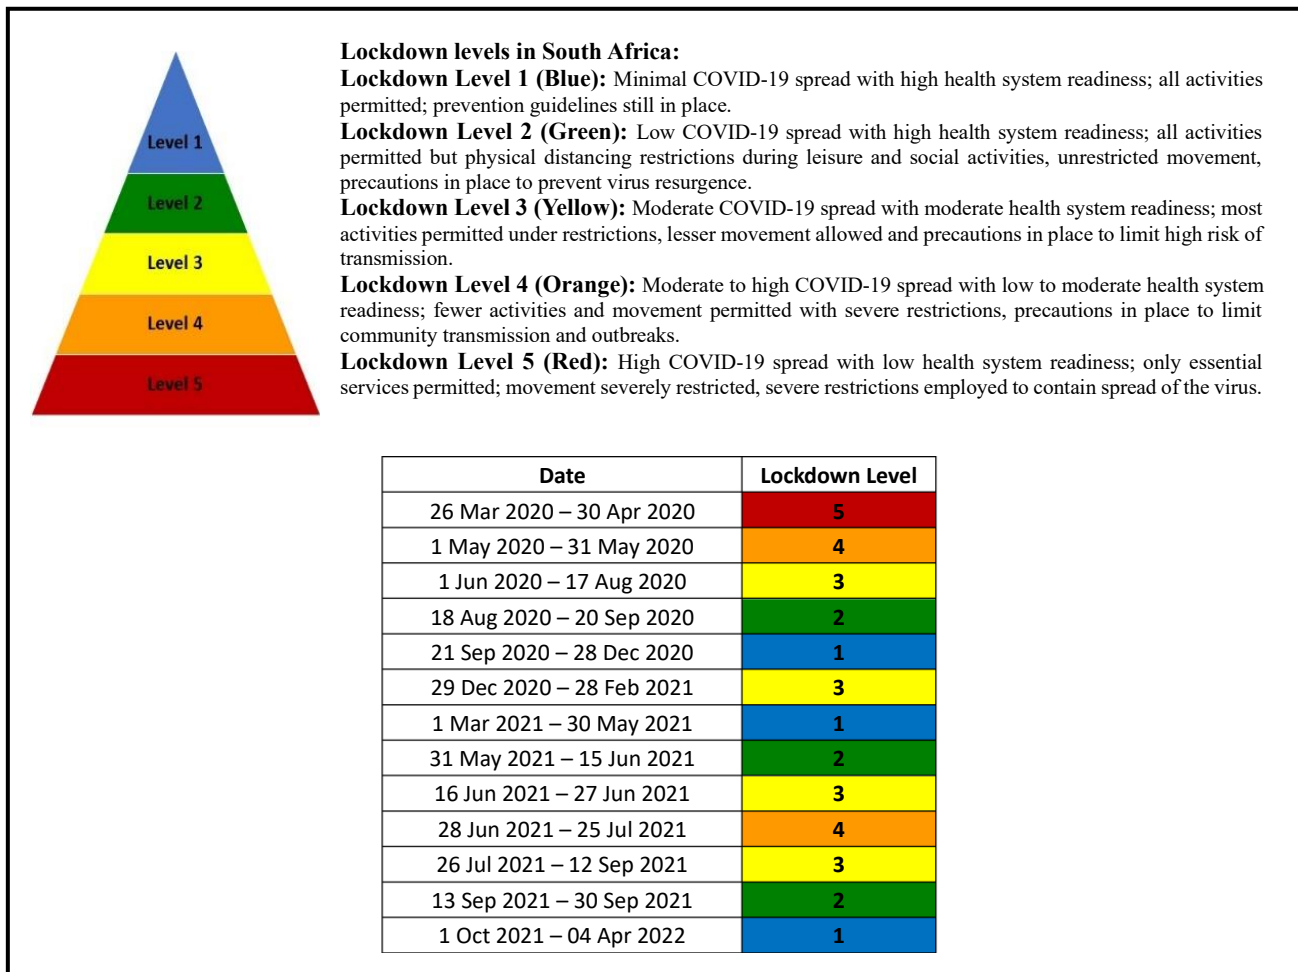 Lockdown levels in South Africa:
Lockdown Level 1 (Blue): Minimal COVID-19 spread with high health system readiness; all activities
permitted; prevention guidelines still in place.
Lockdown Level 2 (Green): Low COVID-19 spread with high health system readiness; all activities
permitted but physical distancing restrictions during leisure and social activities, unrestricted movement,
precautions in place to prevent virus resurgence.
Lockdown Level 3 (Yellow): Moderate COVID-19 spread with moderate health system readiness; most
activities permitted under restrictions, lesser movement allowed and precautions in place to limit high risk of
transmission.
Lockdown Level 4 (Orange): Moderate to high COVID-19 spread with low to moderate health system
readiness; fewer activities and movement permitted with severe restrictions, precautions in place to limit
community transmission and outbreaks.
Lockdown Level 5 (Red): High COVID-19 spread with low health system readiness; only essential
services permitted; movement severely restricted, severe restrictions employed to contain spread of the virus.
Level 1
Level 2
Level 3
Level 4
Level 5
Date Lockdown Level
26 Mar 2020 – 30 Apr 2020 5
1 May 2020 – 31 May 2020 4
1 Jun 2020 – 17 Aug 2020 3
18 Aug 2020 – 20 Sep 2020 2
21 Sep 2020 – 28 Dec 2020 1
29 Dec 2020 – 28 Feb 2021 3
1 Mar 2021 – 30 May 2021 1
31 May 2021 – 15 Jun 2021 2
16 Jun 2021 – 27 Jun 2021 3
28 Jun 2021 – 25 Jul 2021 4
26 Jul 2021 – 12 Sep 2021 3
13 Sep 2021 – 30 Sep 2021 2
1 Oct 2021 – 04 Apr 2022 1